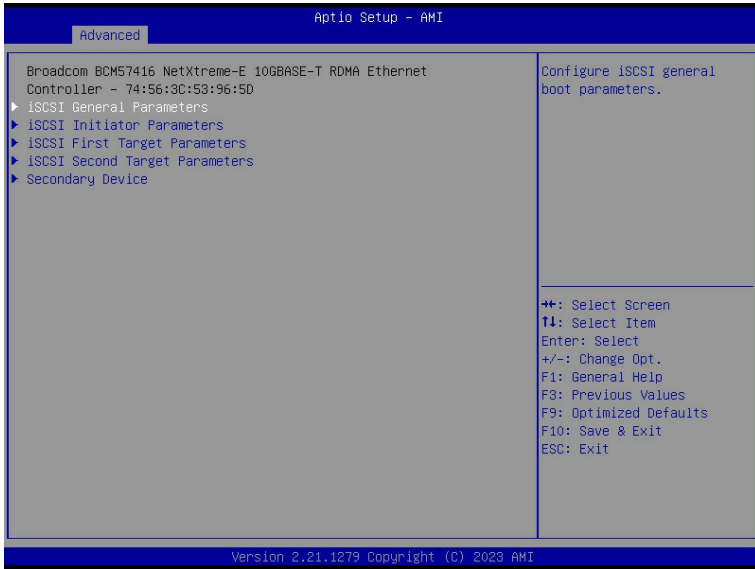 Aptio Setup - AMI
Advanced
Broadcom BCM57416 NetXtreme-E 10GBASE-T RDMA Ethernet
Controller - 74:56:3C:53:96:5D
iSCSI General Parameters
iSCSI Initiator Parameters
iSCSI First Target Parameters
iSCSI Second Target Parameters
Secondary Device
Configure iSCSI general
boot parameters.
→←: Select Screen
↑↓: Select Item
Enter: Select
+/-: Change Opt.
F1: General Help
F3: Previous Values
F9: Optimized Defaults
F10: Save & Exit
ESC: Exit
Version 2.21.1279 Copyright (C) 2023 AMI